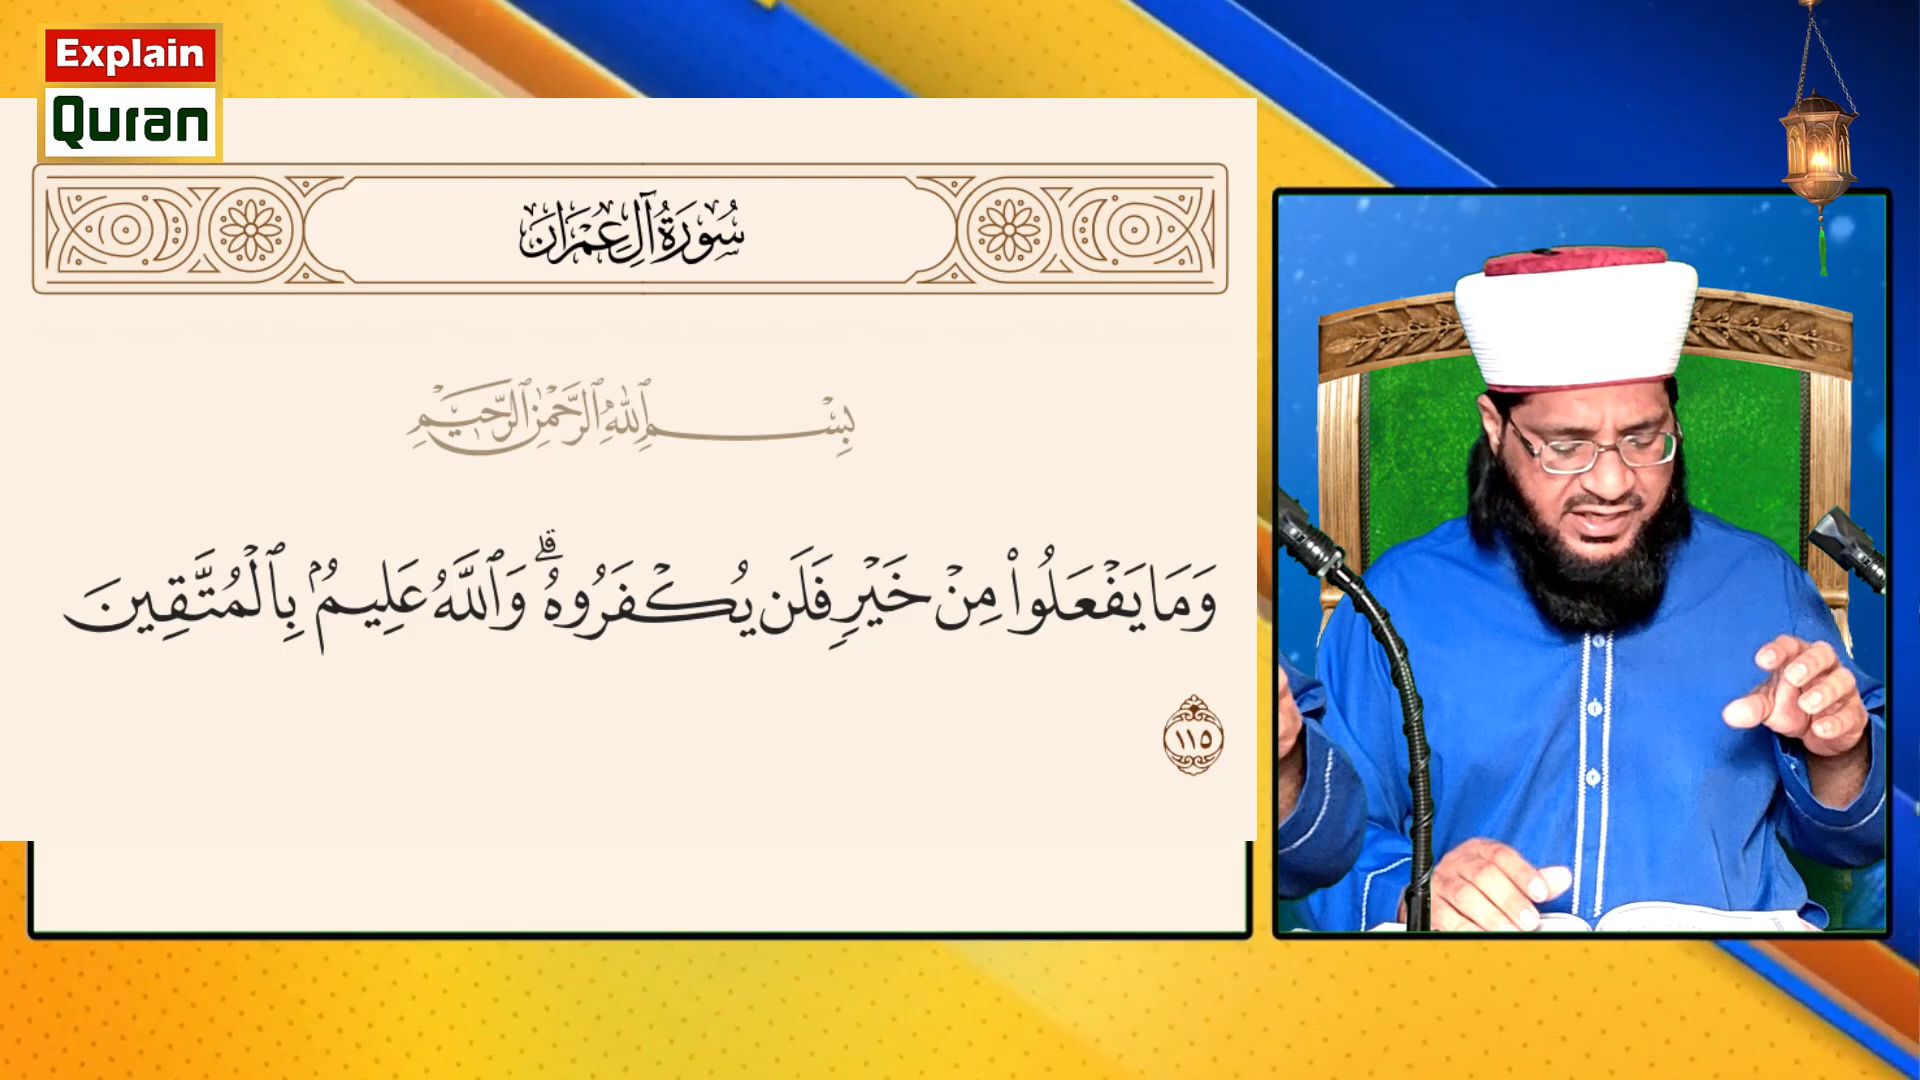 Explain
Quran
سُورَةُ آلِ عِمْرَان
بِسْمِ ٱللَّهِ ٱلرَّحْمَٰنِ ٱلرَّحِيمِ
وَمَا يَفْعَلُوا۟ مِنْ خَيْرٍ فَلَن يُكْفَرُوهُ ۗ وَٱللَّهُ عَلِيمٌۢ بِٱلْمُتَّقِينَ
١١٥